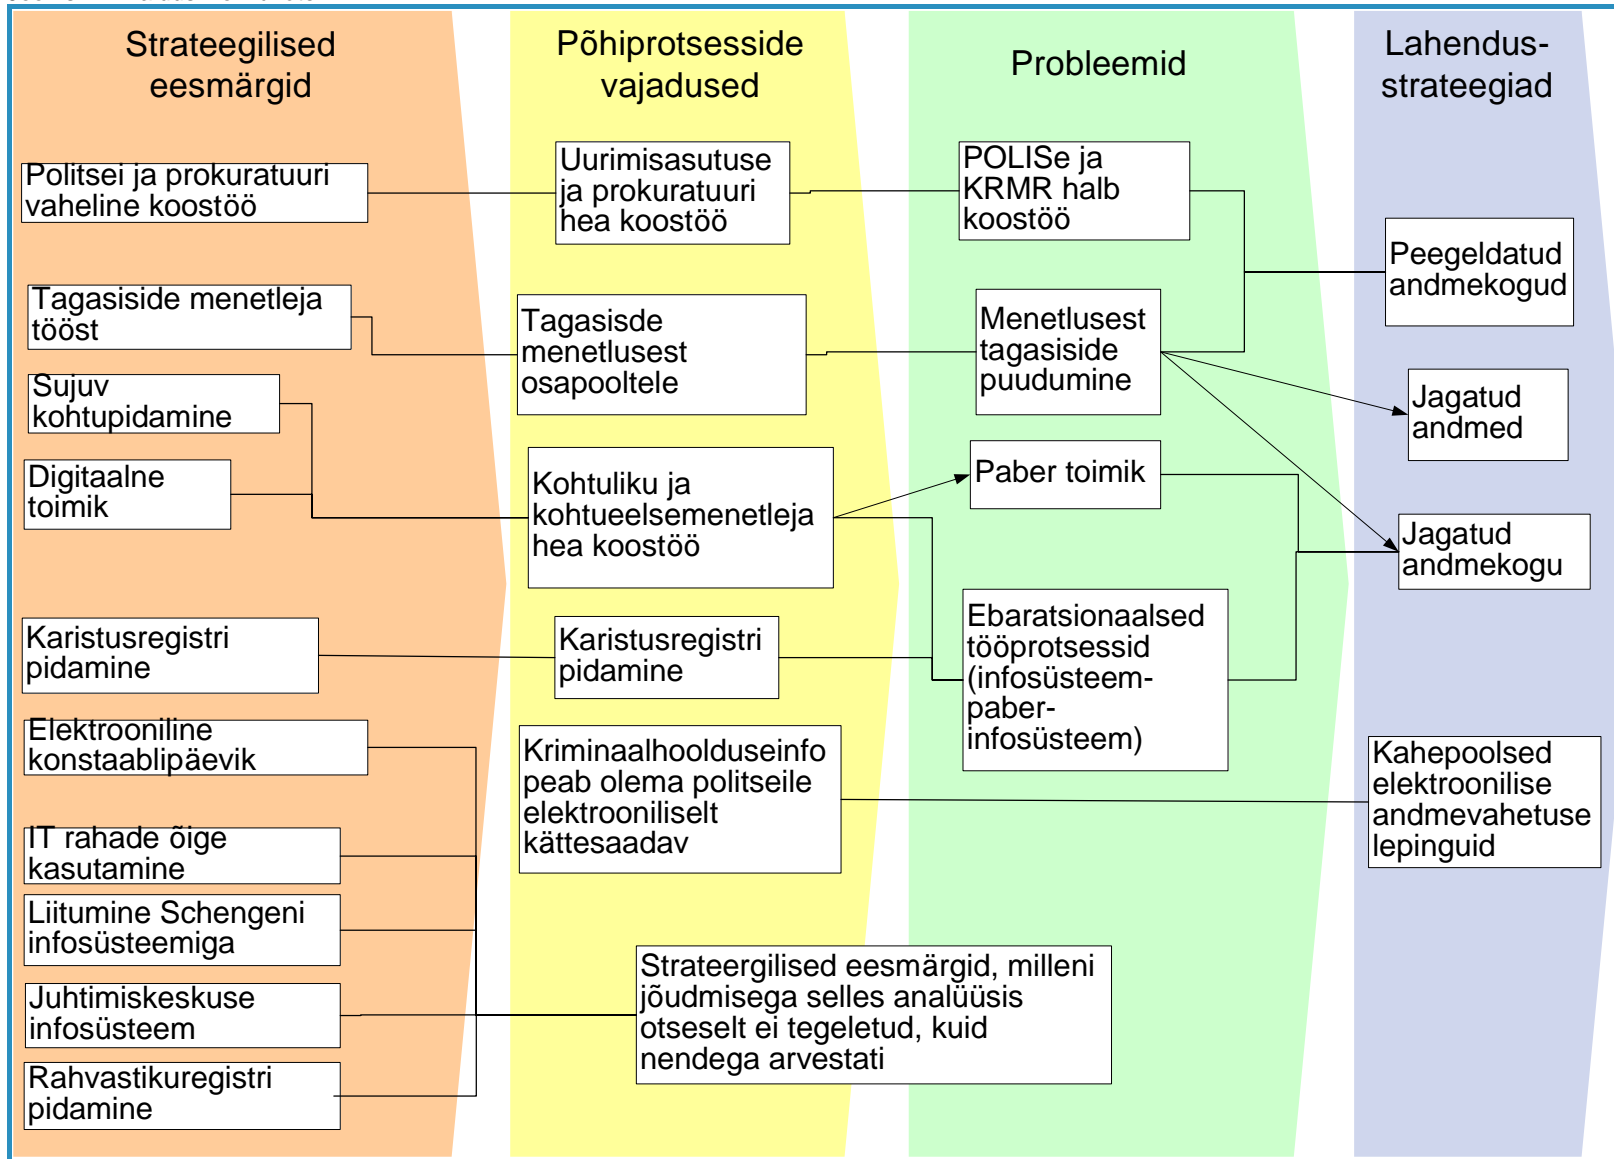 Strateegilised
eesmärgid
Politsei ja prokuratuuri
vaheline koostöö
Tagasiside menetleja
tööst
Sujuv
kohtupidamine
Digitaalne
toimik
Karistusregistri
pidamine
Elektrooniline
konstaablipäevik
IT rahade õige
kasutamine
Liitumine Schengeni
infosüsteemiga
Juhtimiskeskuse
infosüsteem
Rahvastikuregistri
pidamine
Põhiprotsesside
vajadused
Uurimisasutuse
ja prokuratuuri
hea koostöö
Tagasisde
menetlusest
osapooltele
Kohtuliku ja
kohtueelsemenetleja
hea koostöö
Karistusregistri
pidamine
Kriminaalhoolduseinfo
peab olema politseile
elektrooniliselt
kättesaadav
Strateergilised eesmärgid, milleni
jõudmisega selles analüüsis
otseselt ei tegeletud, kuid
nendega arvestati
Probleemid
POLISe ja
KRMR halb
koostöö
Menetlusest
tagasiside
puudumine
Paber toimik
Ebaratsionaalsed
tööprotsessid
(infosüsteem-
paber-
infosüsteem)
Lahendus-
strateegiad
Peegeldatud
andmekogud
Jagatud
andmed
Jagatud
andmekogu
Kahepoolsed
elektroonilise
andmevahetuse
lepinguid